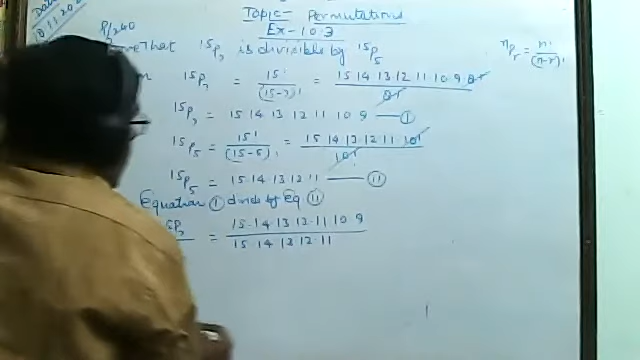 Topic- Permutations
Ex-10.3
P/240
that ¹⁵P₇ is divisible by ¹⁵P₅
ⁿPᵣ = n! / (n-r)!
¹⁵P₇ = 15! / (15-7)! = 15 14 13 12 11 10 9 8! / 8!
¹⁵P₇ = 15 14 13 12 11 10 9 — (I)
¹⁵P₅ = 15! / (15-5)! = 15·14·13·12·11 10! / 10!
¹⁵P₅ = 15·14·13·12 11 — (II)
Equation (I) divide by eq (II)
= 15·14·13 13·11 10 9 / 15 14 13 12·11